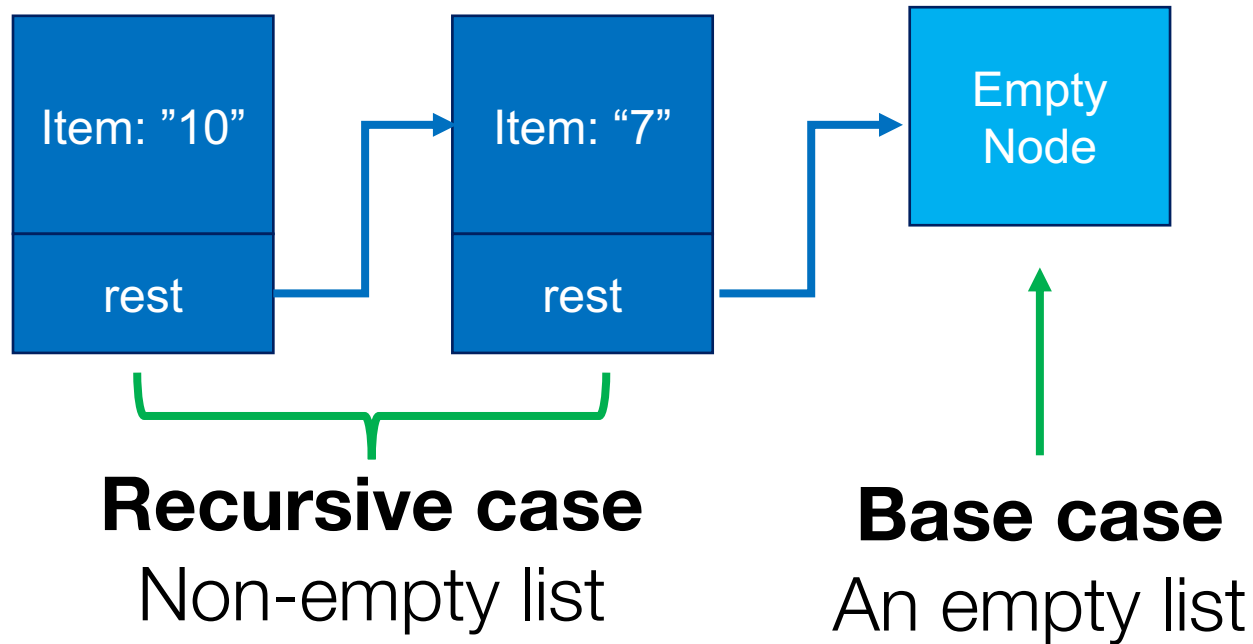 Item: ”10”
rest
Item: “7”
rest
Empty
Node
Recursive case
Non-empty list
Base case
An empty list